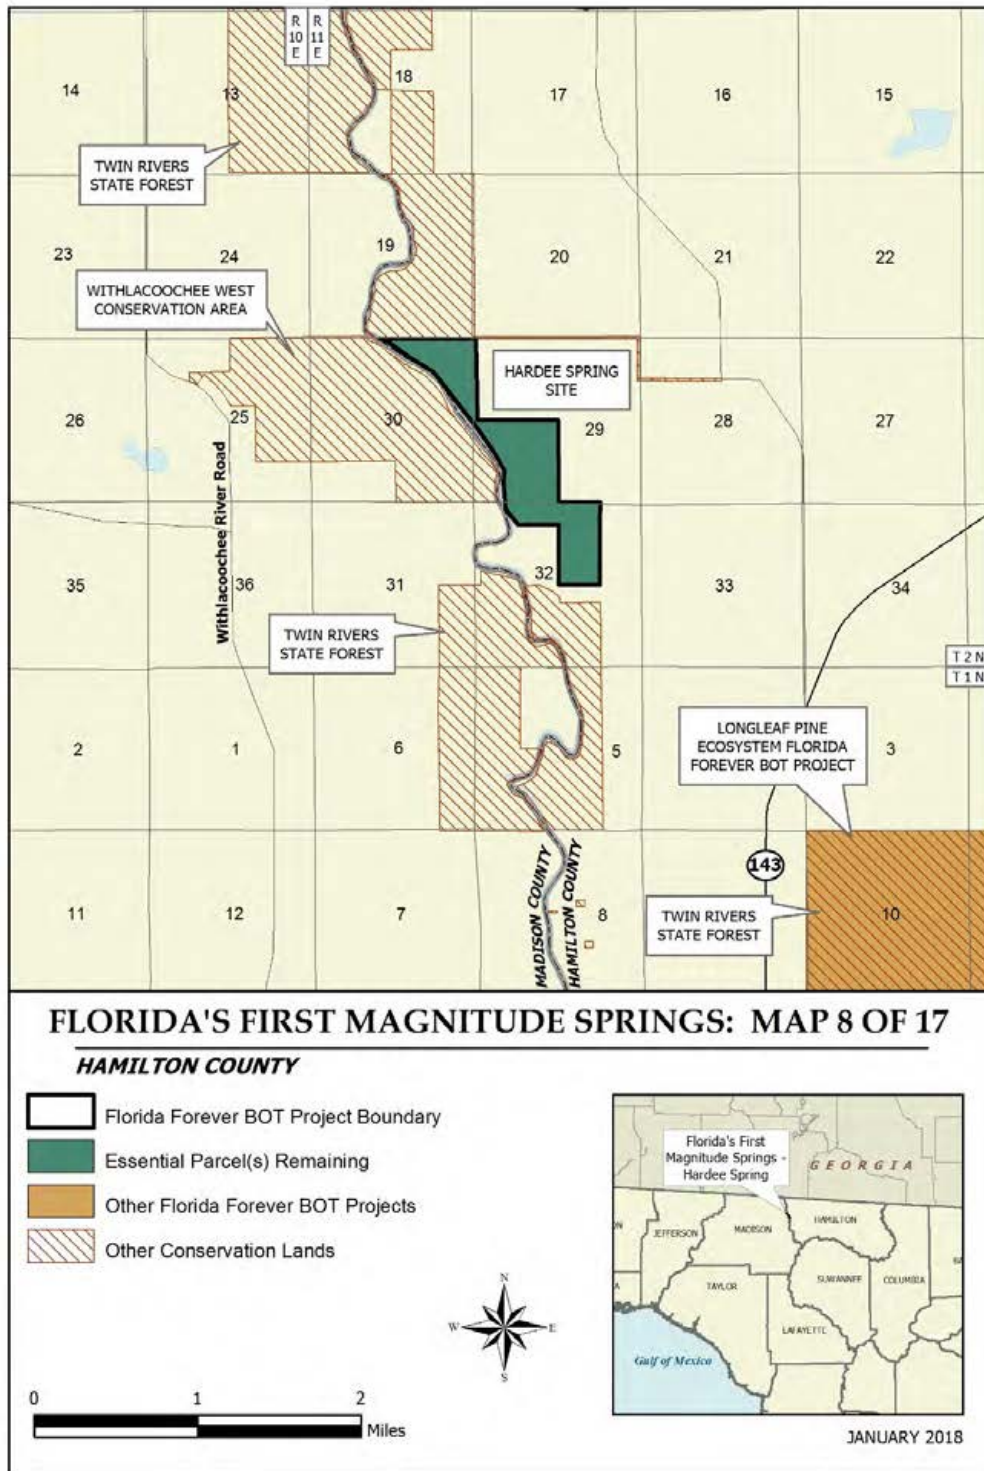 R R
10 11
E E
14
13
18
17
16
15
TWIN RIVERS
STATE FOREST
23
24
19
20
21
22
WITHLACOOCHEE WEST
CONSERVATION AREA
HARDEE SPRING
SITE
26
25
30
29
28
27
Withlacoochee River Road
35
36
31
32
33
34
TWIN RIVERS
STATE FOREST
T 2 N
T 1 N
LONGLEAF PINE
ECOSYSTEM FLORIDA
FOREVER BOT PROJECT
2
1
6
5
3
143
MADISON COUNTY
HAMILTON COUNTY
11
12
7
8
TWIN RIVERS
STATE FOREST
10
FLORIDA'S FIRST MAGNITUDE SPRINGS: MAP 8 OF 17
HAMILTON COUNTY
Florida Forever BOT Project Boundary
Essential Parcel(s) Remaining
Other Florida Forever BOT Projects
Other Conservation Lands
N
W E
S
0 1 2
Miles
Florida's First
Magnitude Springs -
Hardee Spring
GEORGIA
JEFFERSON
MADISON
HAMILTON
TAYLOR
SUWANNEE
COLUMBIA
LAFAYETTE
Gulf of Mexico
JANUARY 2018